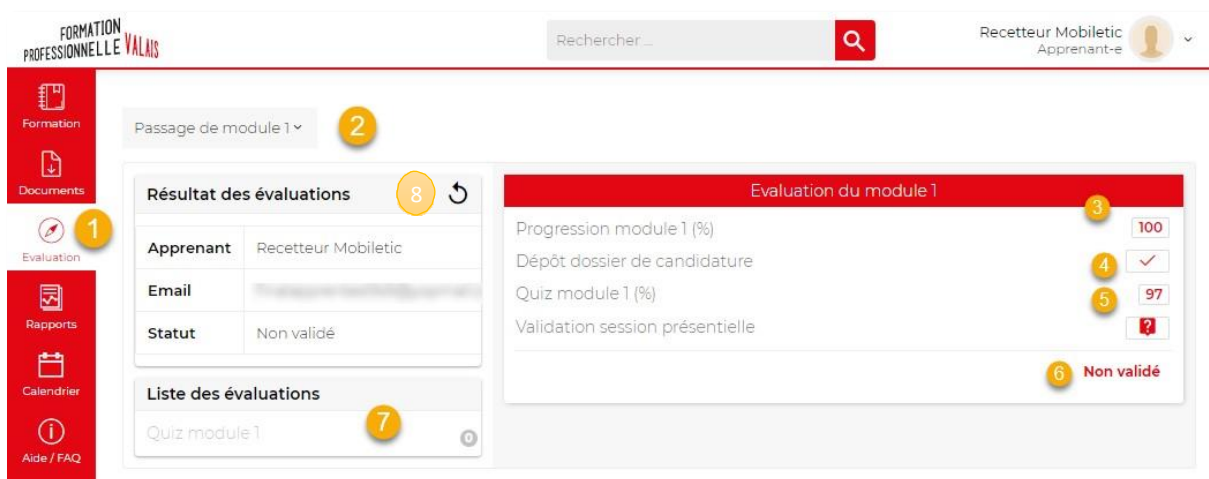 FORMATION
PROFESSIONNELLE VALAIS
Rechercher ...
Recetteur Mobiletic
Apprenant-e
Formation
Documents
1
Evaluation
Rapports
Calendrier
Aide / FAQ
Passage de module 1
2
Résultat des évaluations
8
Apprenant Recetteur Mobiletic
Email
Statut Non validé
Liste des évaluations
Quiz module 1
7
0
Evaluation du module 1
3
Progression module 1 (%) 100
Dépôt dossier de candidature 4
Quiz module 1 (%) 5 97
Validation session présentielle ?
6 Non validé